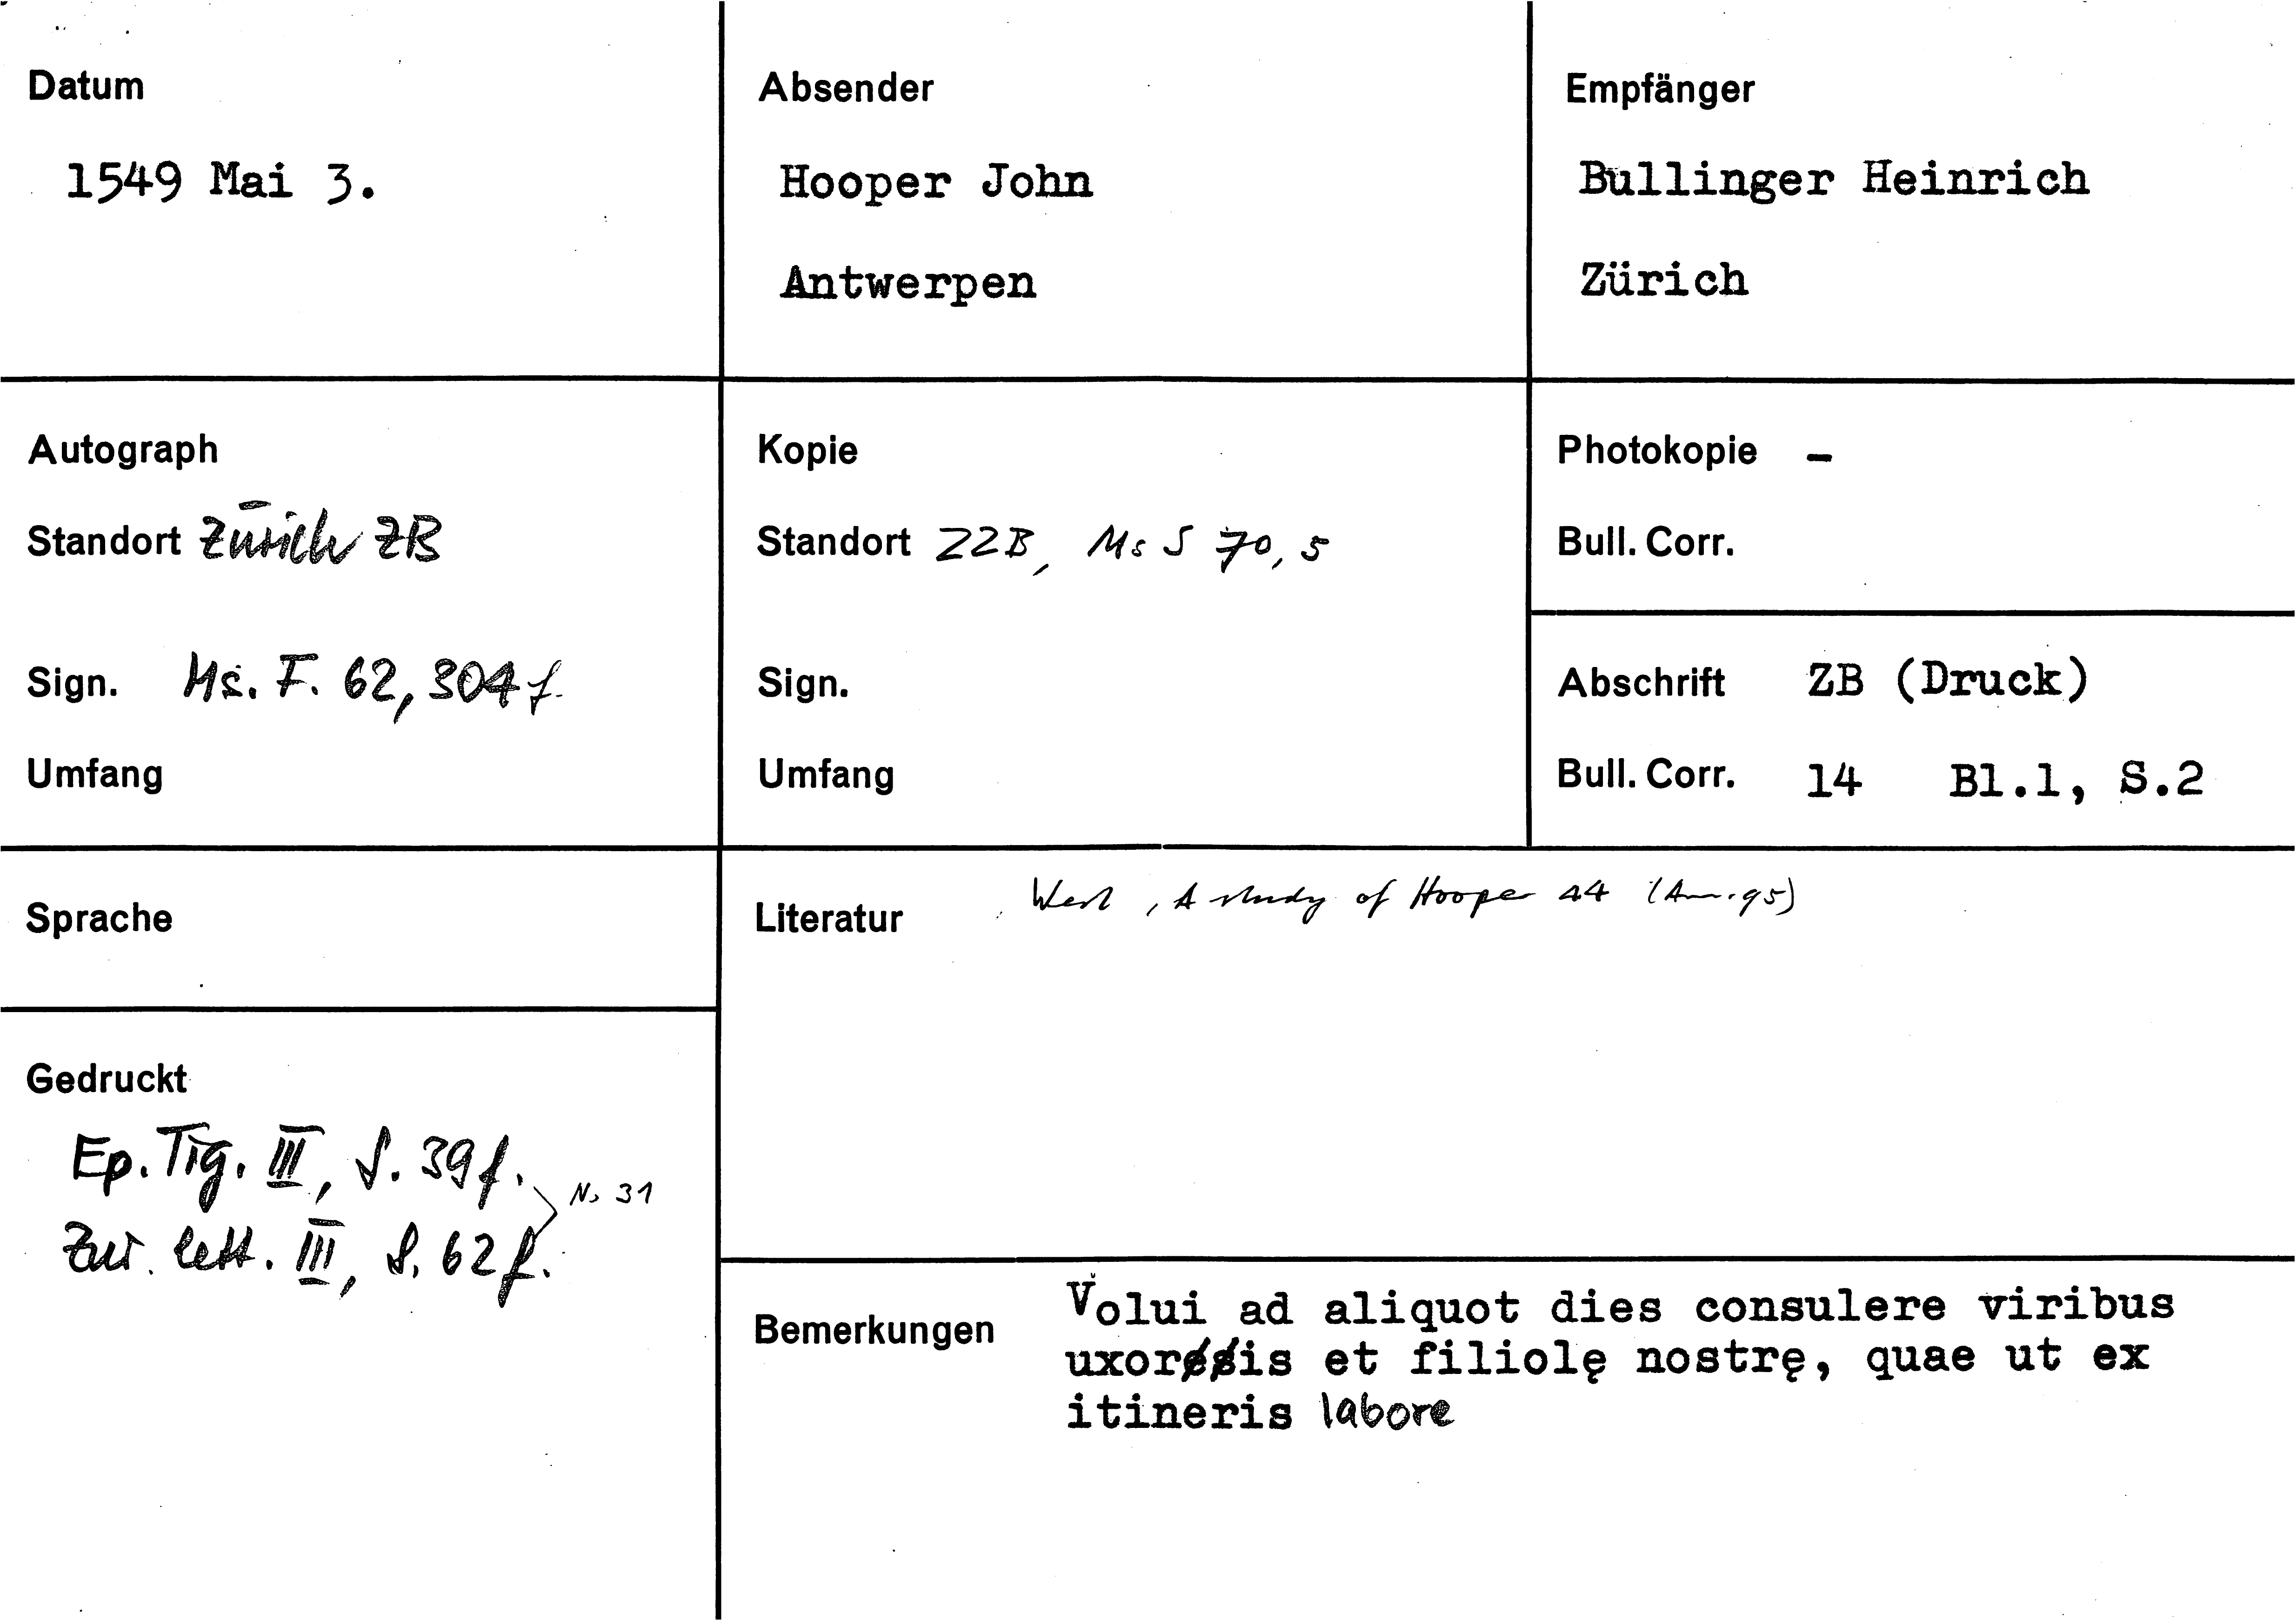 Datum
1549 Mai 3.
Absender
Hooper John
Antwerpen
Empfänger
Bullinger Heinrich
Zürich
Autograph
Standort Zürich ZB
Sign. Ms. F. 62, 304 f.
Umfang
Kopie
Standort ZZB, Ms S 70, 5
Sign.
Umfang
Photokopie –
Bull. Corr.
Abschrift ZB (Druck)
Bull. Corr. 14 Bl.1, S.2
Sprache
Literatur West, A study of Hooper 44 (Anm. 95)
Gedruckt
Ep. Tig. III, S. 39 f.
No 31
Zur. lett. III, S. 62 f.
Bemerkungen
Volui ad aliquot dies consulere viribus
uxoris et filiolę nostrę, quae ut ex
itineris labore